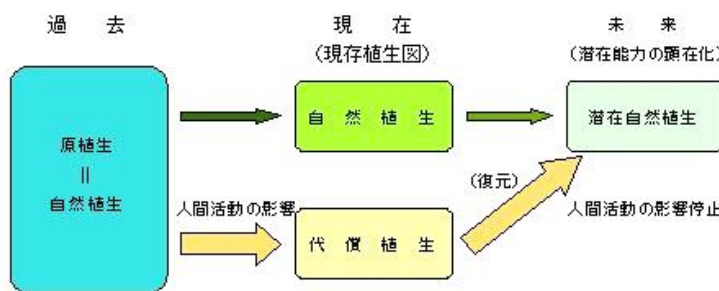 過去
現在
(現存植生図)
未来
(潜在能力の顕在化)
原植生
||
自然植生
自然植生
潜在自然植生
人間活動の影響
代償植生
(復元)
人間活動の影響停止